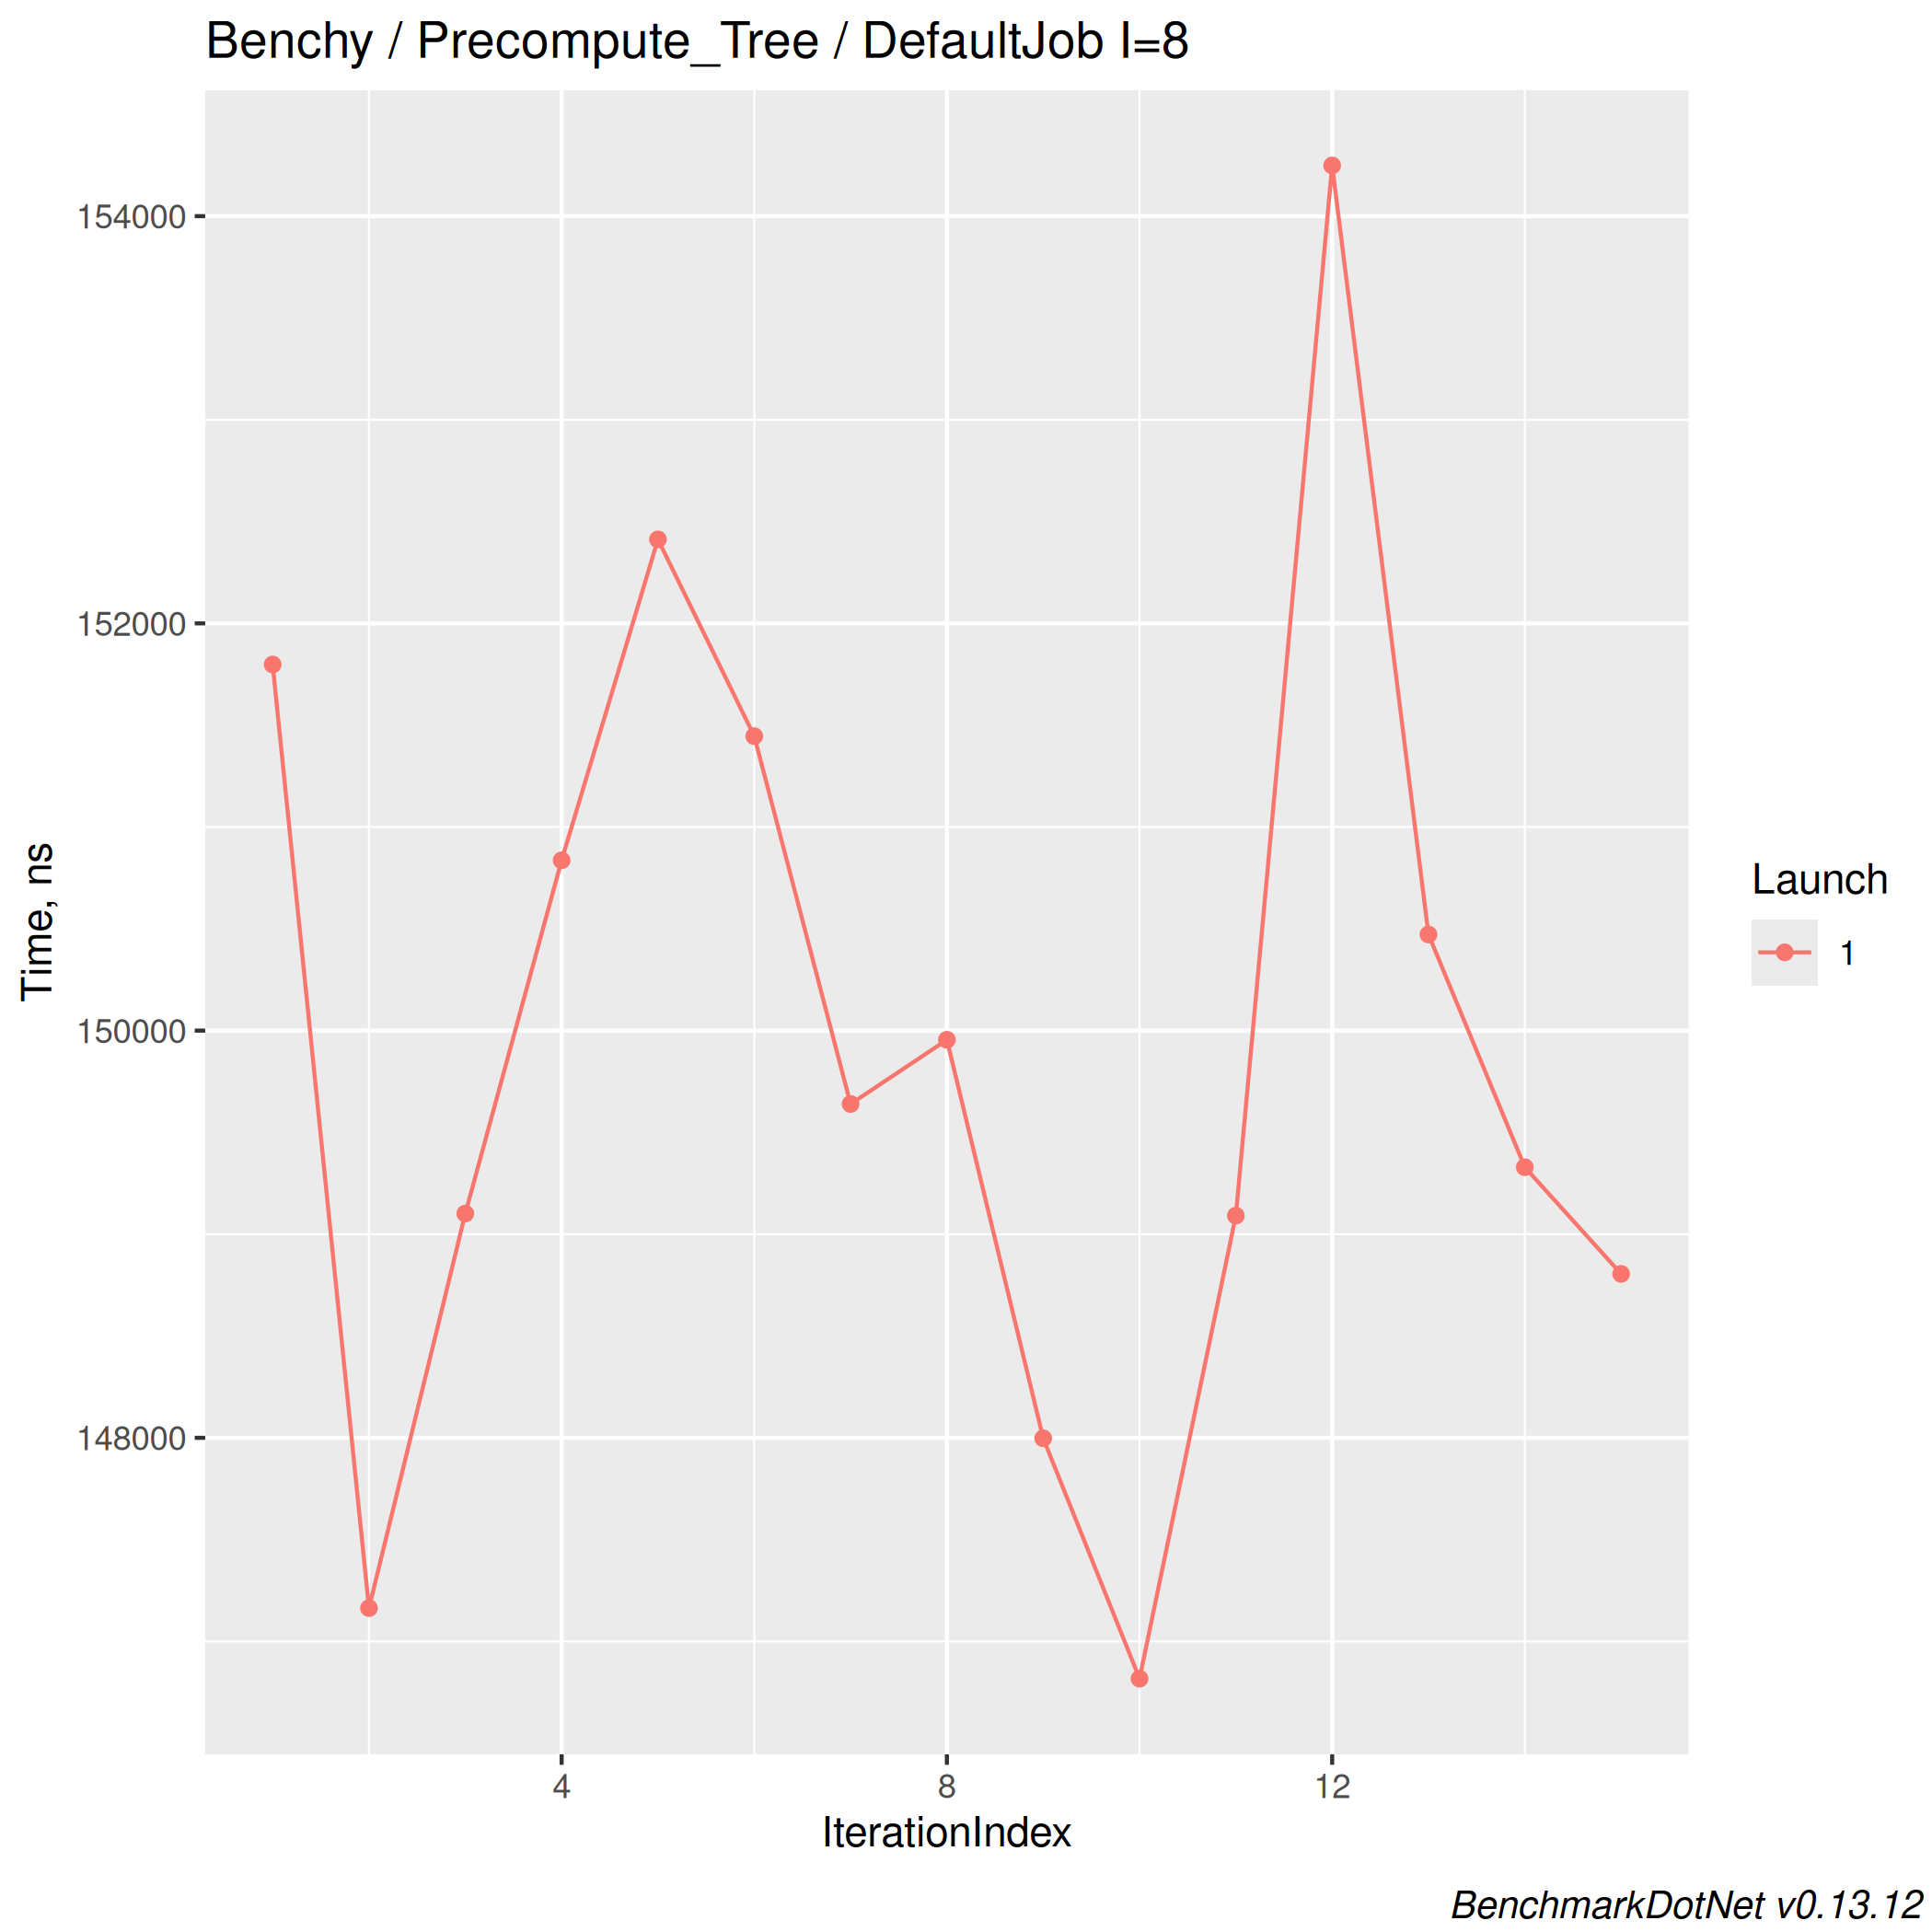 Benchy / Precompute_Tree / DefaultJob I=8
154000
152000
150000
148000
Time, ns
4 8 12
IterationIndex
Launch
1
BenchmarkDotNet v0.13.12